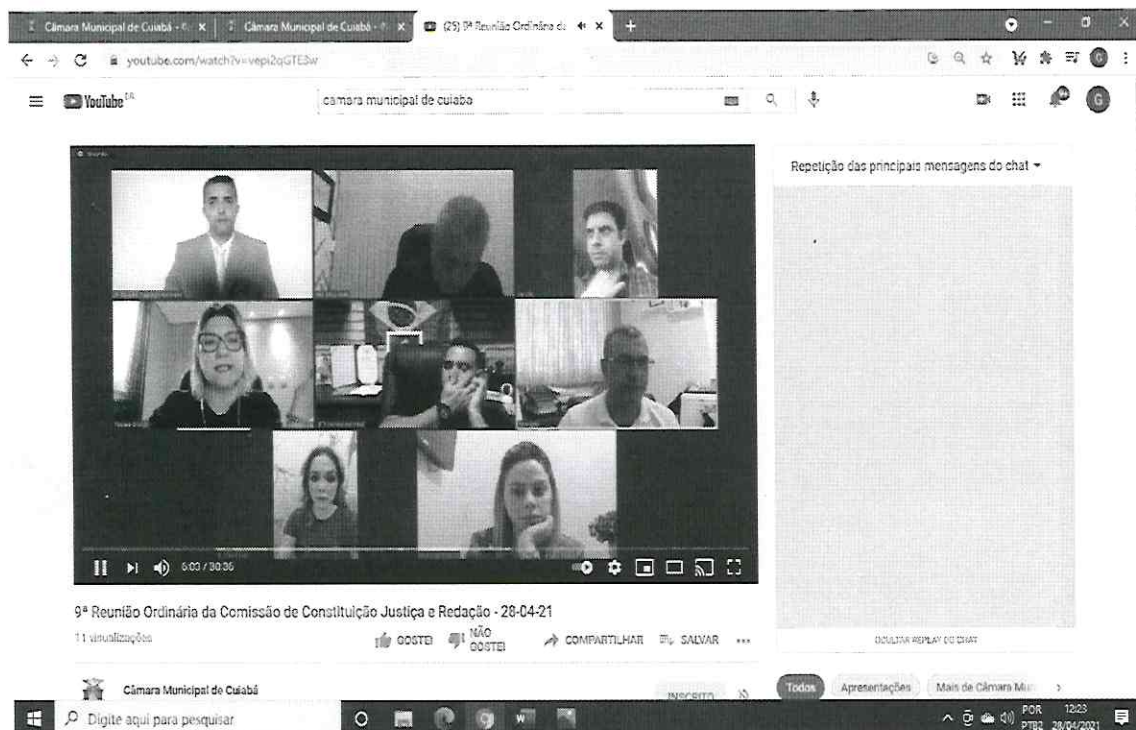 Câmara Municipal de Cuiabá - C X
Câmara Municipal de Cuiabá - C X
(25) 9ª Reunião Ordinária da X +
youtube.com/watch?v=vepi2qGTE3w
YouTube BR
camara municipal de cuiaba
Repetição das principais mensagens do chat
6:03 / 30:36
9ª Reunião Ordinária da Comissão de Constituição Justiça e Redação - 28-04-21
11 visualizações
GOSTEI
NÃO GOSTEI
COMPARTILHAR
SALVAR
OCULTAR REPLAY DO CHAT
Câmara Municipal de Cuiabá
INSCRITO
Todos
Apresentações
Mais de Câmara Mun
Digite aqui para pesquisar
POR
PTB2
12:23
28/04/2021